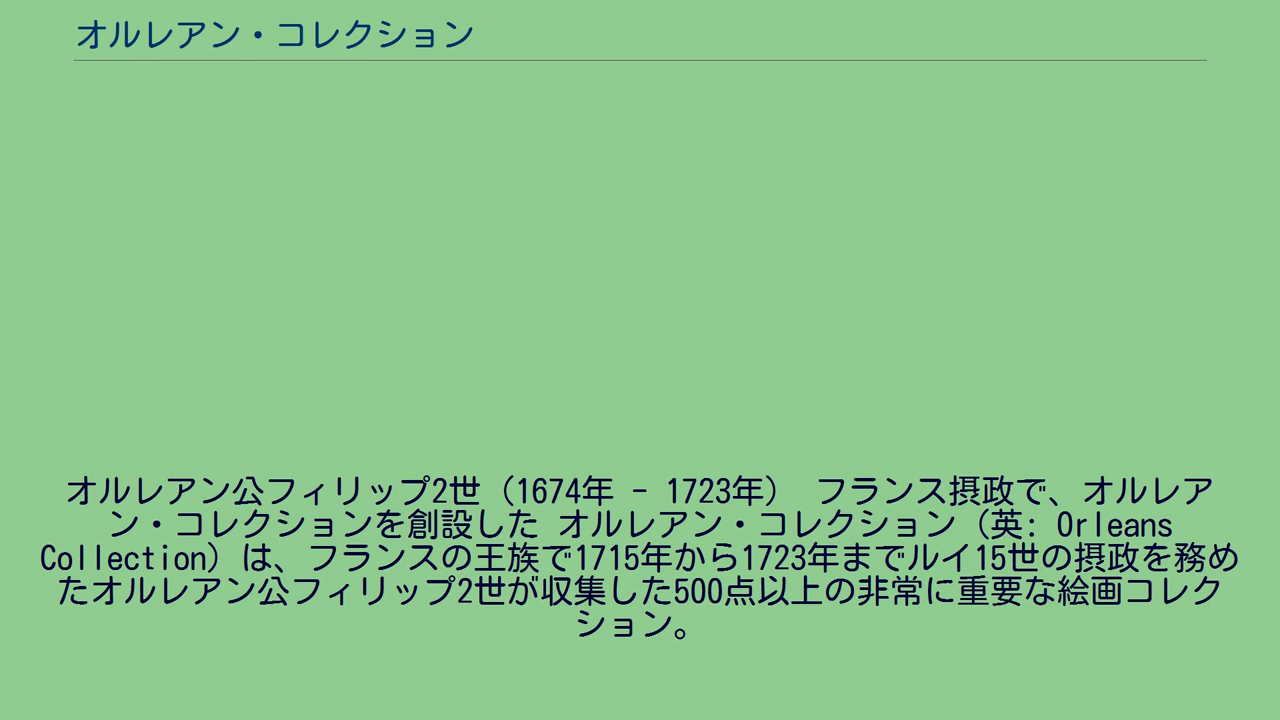 オルレアン・コレクション
オルレアン公フィリップ2世（1674年 - 1723年） フランス摂政で、オルレア
ン・コレクションを創設した オルレアン・コレクション（英: Orleans
Collection）は、フランスの王族で1715年から1723年までルイ15世の摂政を務め
たオルレアン公フィリップ2世が収集した500点以上の非常に重要な絵画コレク
ション。